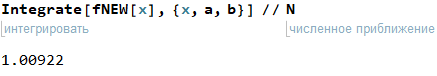 Integrate[fNEW[x], {x, a, b}] // N
интегрировать численное приближение
1.00922